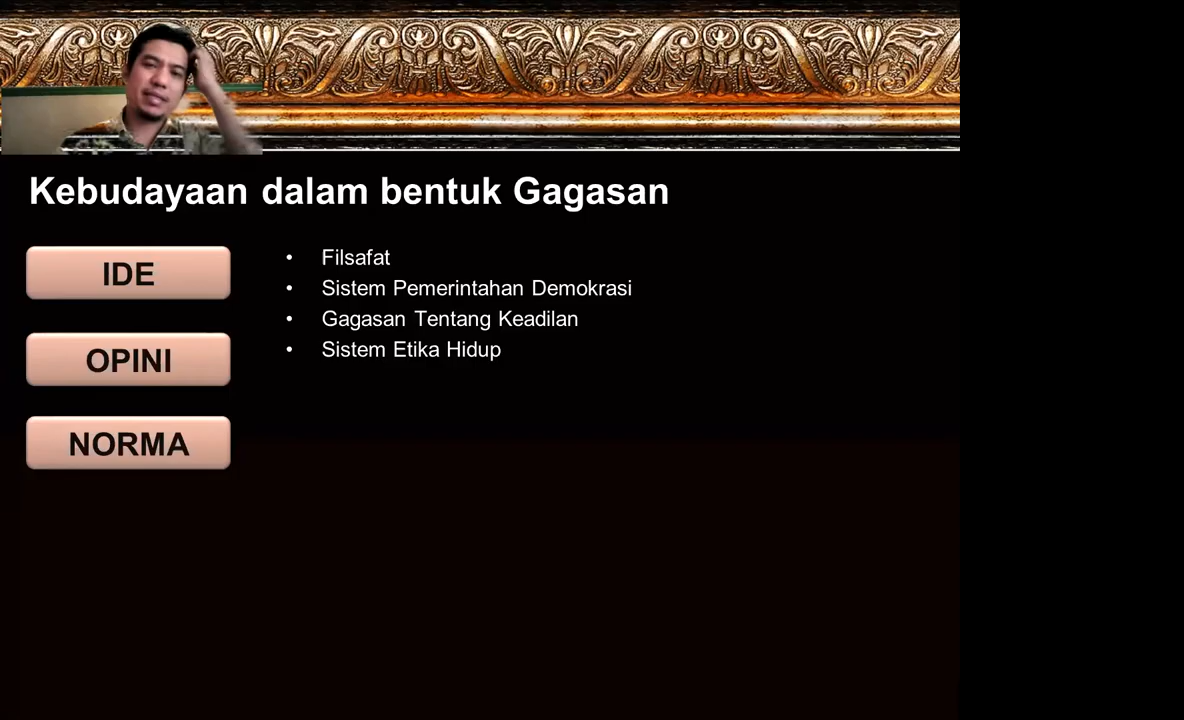 Kebudayaan dalam bentuk Gagasan
IDE
OPINI
NORMA
• Filsafat
• Sistem Pemerintahan Demokrasi
• Gagasan Tentang Keadilan
• Sistem Etika Hidup